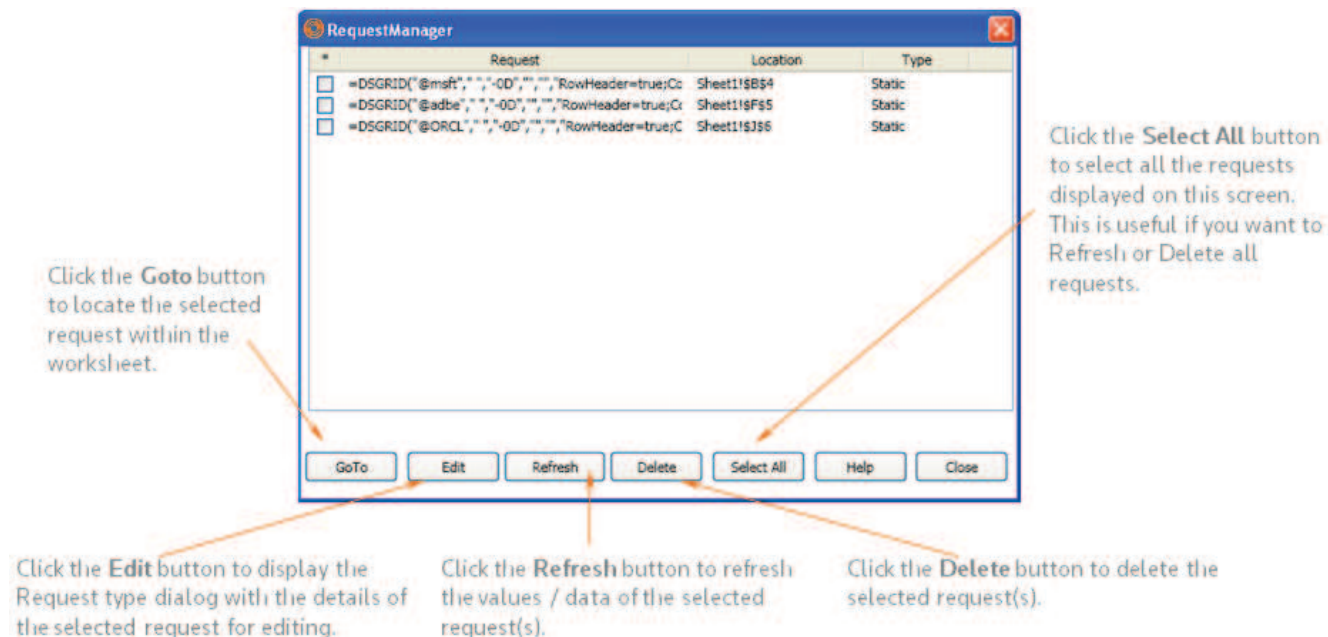 RequestManager
* Request Location Type
=DSGRID("@msft"," ","-0D","","","RowHeader=true;Cc Sheet1!$B$4 Static
=DSGRID("@adbe"," ","-0D","","","RowHeader=true;Cc Sheet1!$F$5 Static
=DSGRID("@ORCL"," ","-0D","","","RowHeader=true;C Sheet1!$J$6 Static
Click the Select All button
to select all the requests
displayed on this screen.
This is useful if you want to
Refresh or Delete all
requests.
Click the Goto button
to locate the selected
request within the
worksheet.
GoTo Edit Refresh Delete Select All Help Close
Click the Edit button to display the
Request type dialog with the details of
the selected request for editing.
Click the Refresh button to refresh
the values / data of the selected
request(s).
Click the Delete button to delete the
selected request(s).